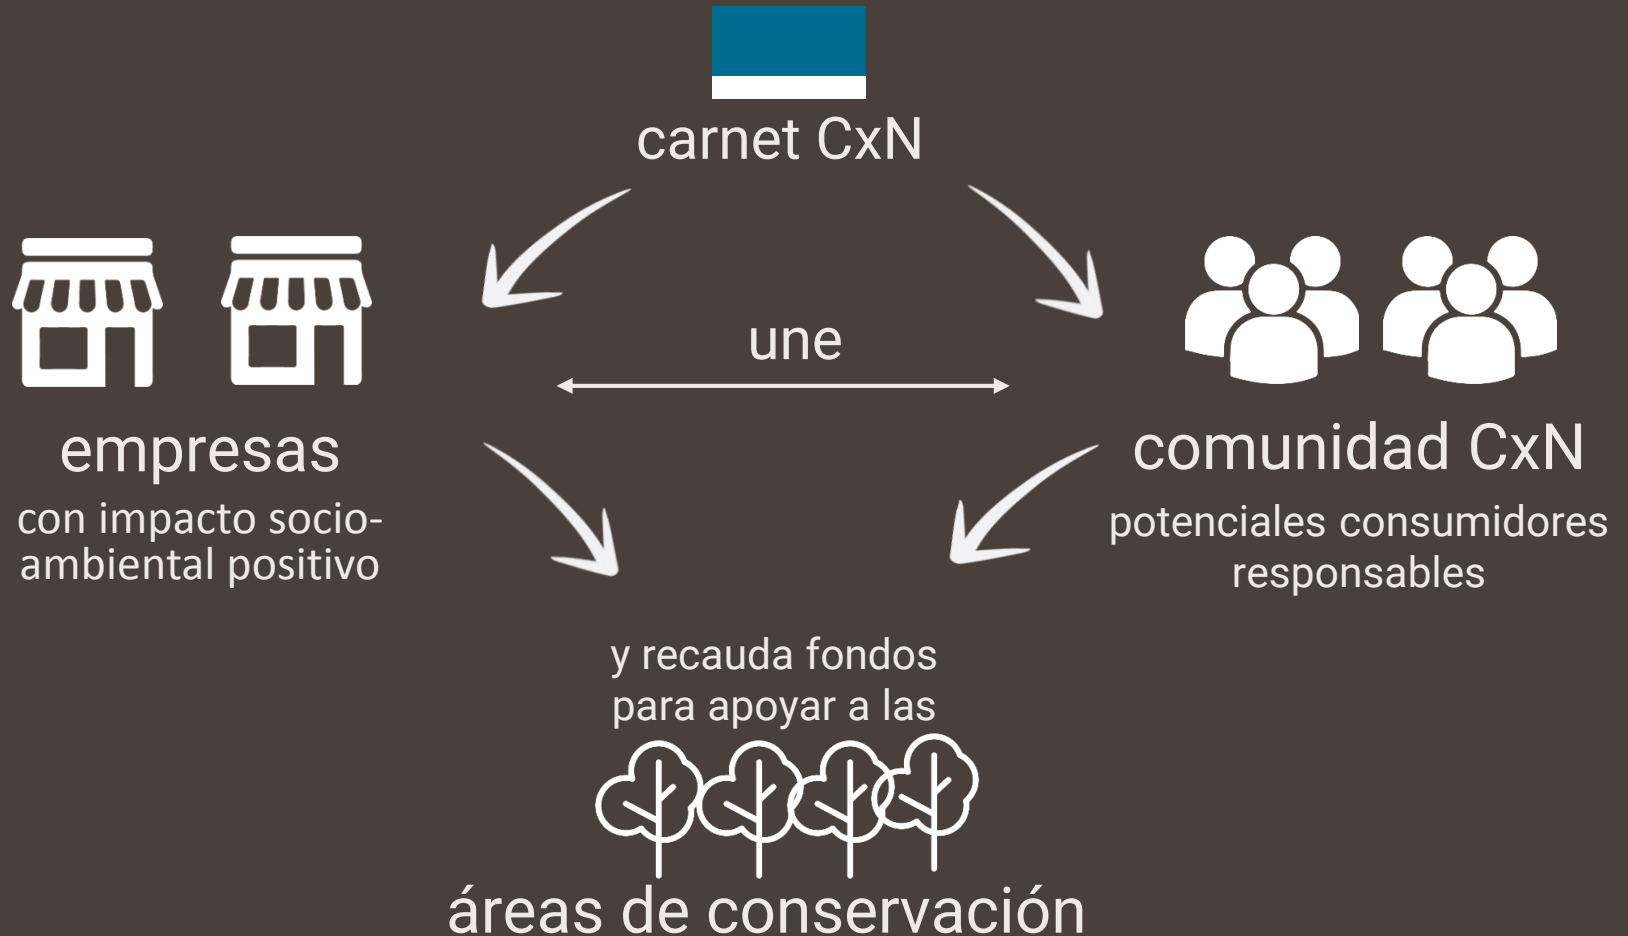 carnet CxN
une
empresas
con impacto socio-
ambiental positivo
comunidad CxN
potenciales consumidores
responsables
y recauda fondos
para apoyar a las
áreas de conservación